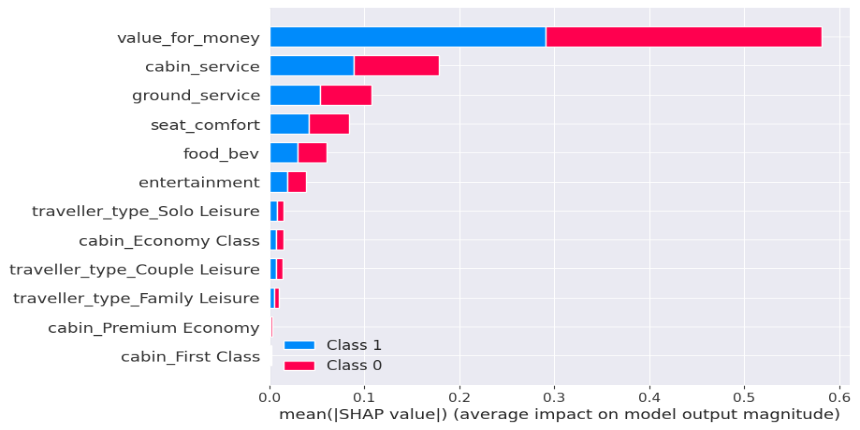 value_for_money
cabin_service
ground_service
seat_comfort
food_bev
entertainment
traveller_type_Solo Leisure
cabin_Economy Class
traveller_type_Couple Leisure
traveller_type_Family Leisure
cabin_Premium Economy
cabin_First Class
Class 1
Class 0
0.0 0.1 0.2 0.3 0.4 0.5 0.6
mean(|SHAP value|) (average impact on model output magnitude)